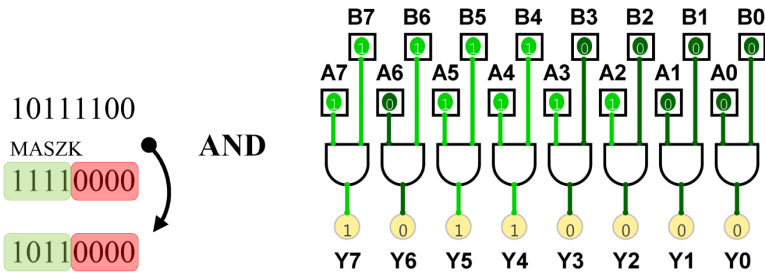 10111100
MASZK
11110000
10110000
AND
B7 B6 B5 B4 B3 B2 B1 B0
1 1 1 1 0 0 0 0
A7 A6 A5 A4 A3 A2 A1 A0
1 0 1 1 1 1 0 0
1 0 1 1 0 0 0 0
Y7 Y6 Y5 Y4 Y3 Y2 Y1 Y0